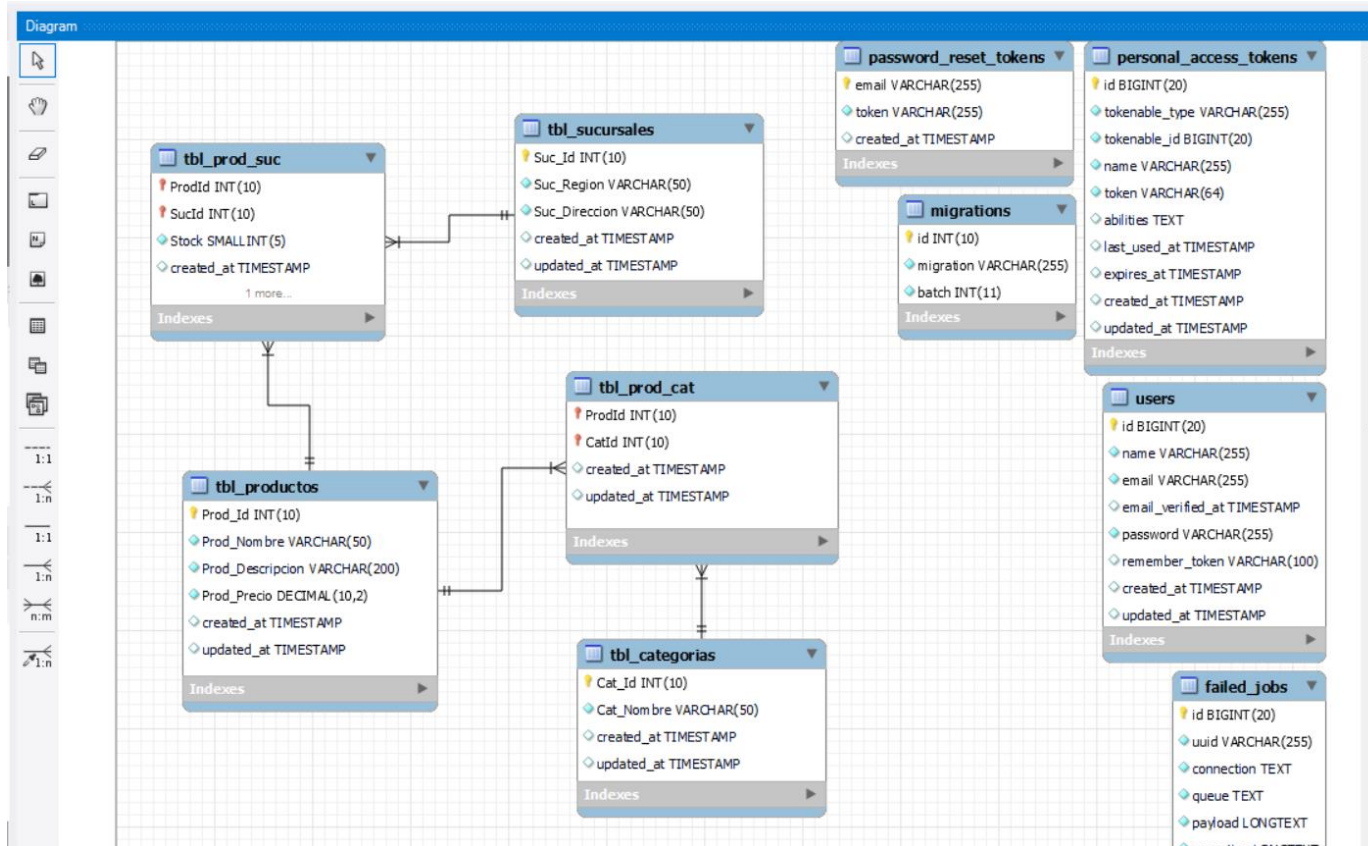 Diagram
1:1
1:n
1:1
1:n
n:m
1:n
tbl_prod_suc
ProdId INT(10)
SucId INT(10)
Stock SMALLINT(5)
created_at TIMESTAMP
1 more...
Indexes
tbl_sucursales
Suc_Id INT(10)
Suc_Region VARCHAR(50)
Suc_Direccion VARCHAR(50)
created_at TIMESTAMP
updated_at TIMESTAMP
Indexes
password_reset_tokens
email VARCHAR(255)
token VARCHAR(255)
created_at TIMESTAMP
Indexes
personal_access_tokens
id BIGINT(20)
tokenable_type VARCHAR(255)
tokenable_id BIGINT(20)
name VARCHAR(255)
token VARCHAR(64)
abilities TEXT
last_used_at TIMESTAMP
expires_at TIMESTAMP
created_at TIMESTAMP
updated_at TIMESTAMP
Indexes
migrations
id INT(10)
migration VARCHAR(255)
batch INT(11)
Indexes
tbl_prod_cat
ProdId INT(10)
CatId INT(10)
created_at TIMESTAMP
updated_at TIMESTAMP
Indexes
users
id BIGINT(20)
name VARCHAR(255)
email VARCHAR(255)
email_verified_at TIMESTAMP
password VARCHAR(255)
remember_token VARCHAR(100)
created_at TIMESTAMP
updated_at TIMESTAMP
Indexes
tbl_productos
Prod_Id INT(10)
Prod_Nombre VARCHAR(50)
Prod_Descripcion VARCHAR(200)
Prod_Precio DECIMAL(10,2)
created_at TIMESTAMP
updated_at TIMESTAMP
Indexes
tbl_categorias
Cat_Id INT(10)
Cat_Nombre VARCHAR(50)
created_at TIMESTAMP
updated_at TIMESTAMP
Indexes
failed_jobs
id BIGINT(20)
uuid VARCHAR(255)
connection TEXT
queue TEXT
payload LONGTEXT